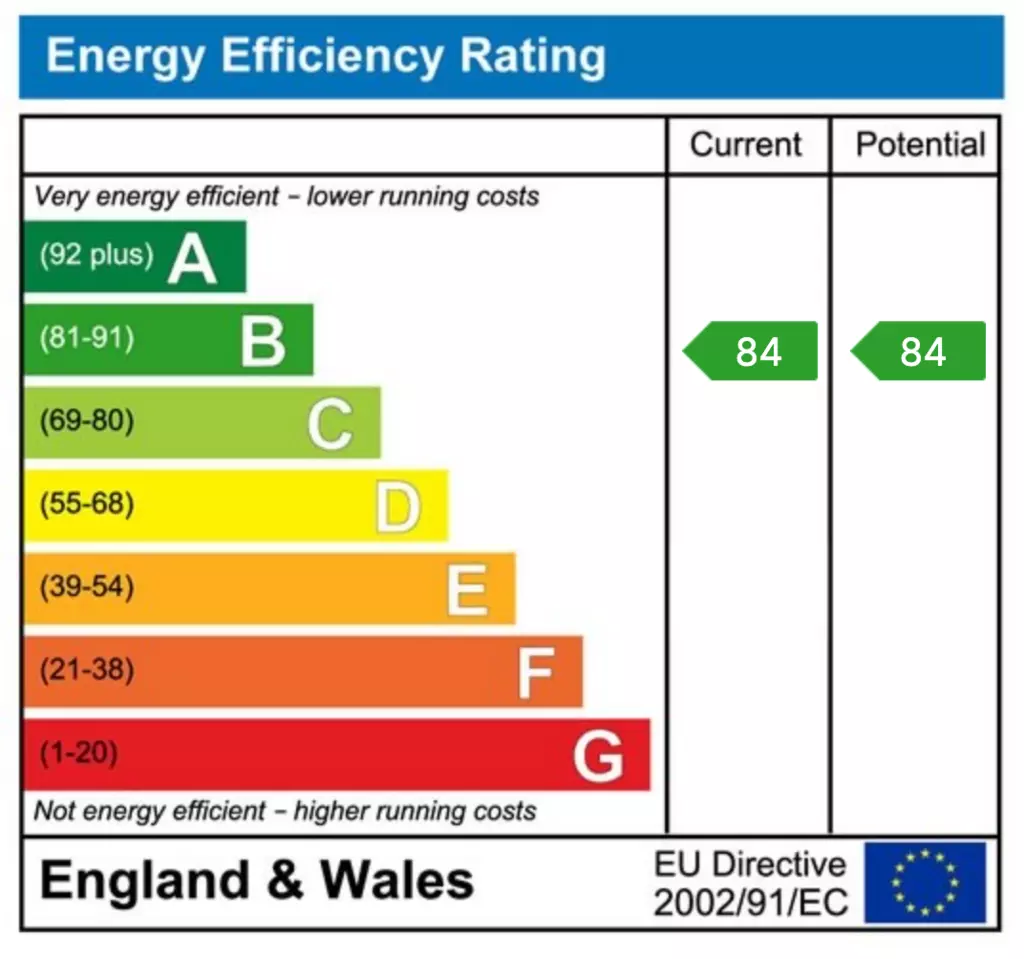 Energy Efficiency Rating
Current Potential
Very energy efficient – lower running costs
(92 plus) A
(81-91) B
84 84
(69-80) C
(55-68) D
(39-54) E
(21-38) F
(1-20) G
Not energy efficient – higher running costs
England & Wales
EU Directive
2002/91/EC